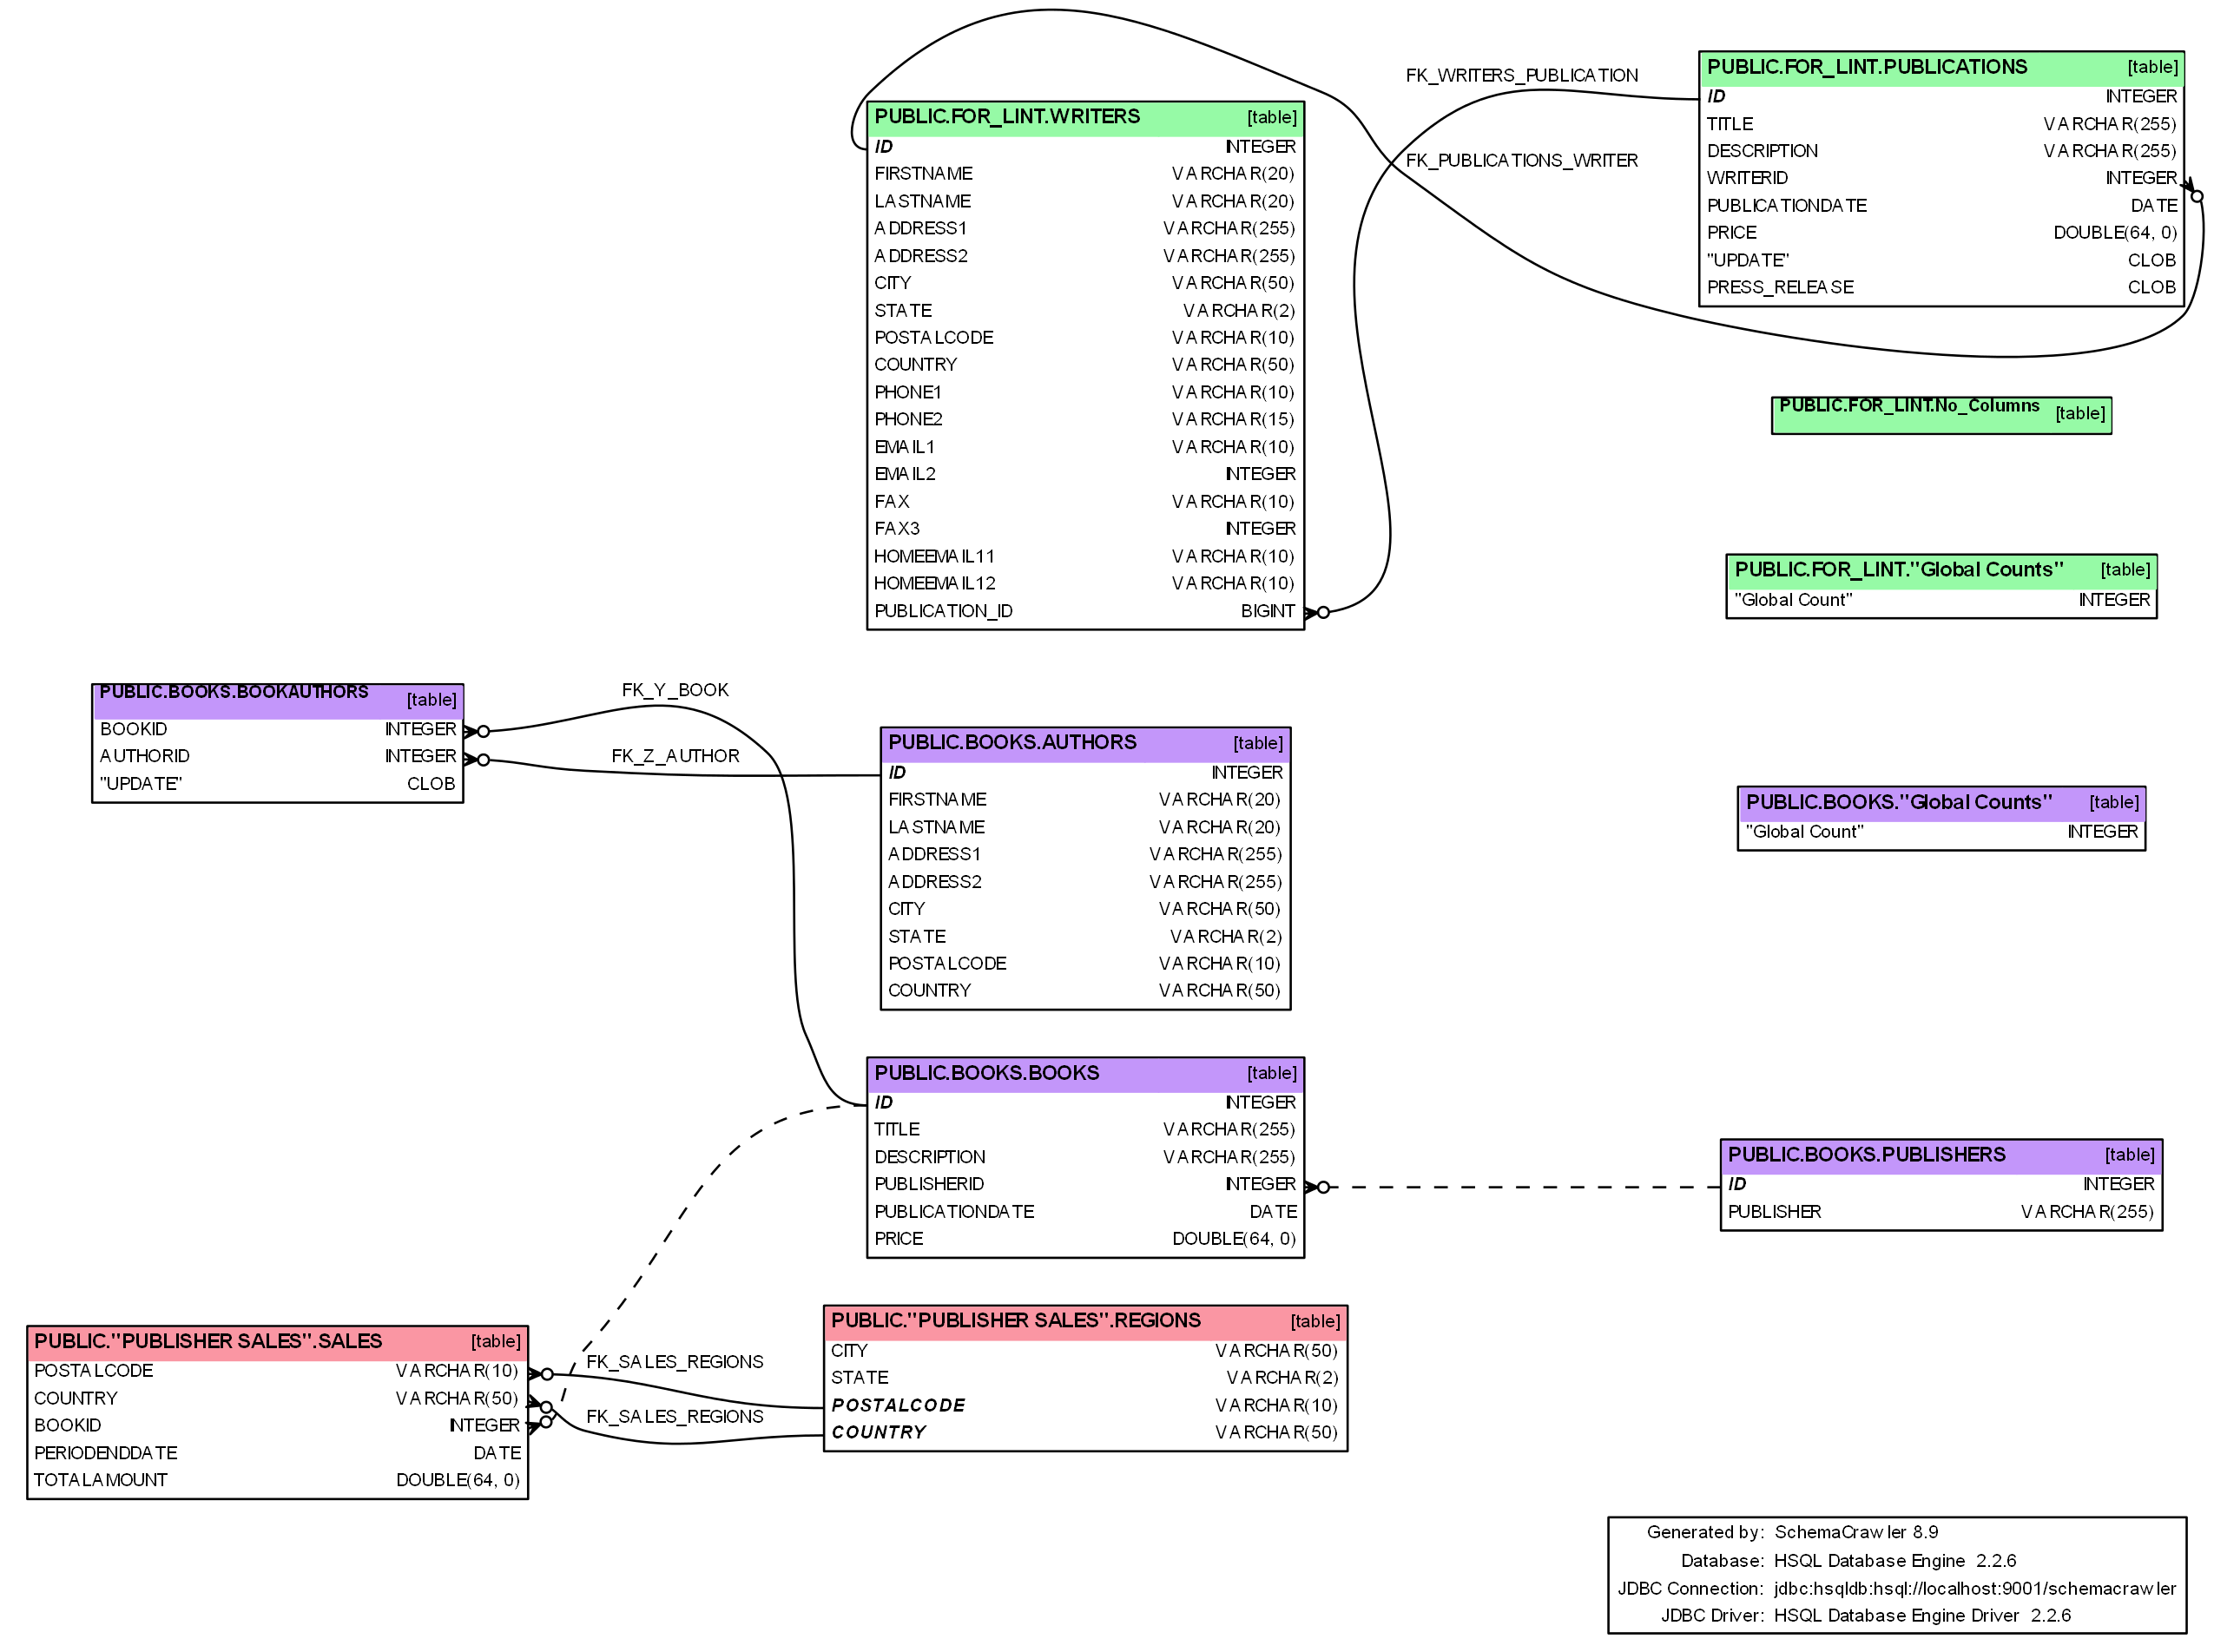 FK_WRITERS_PUBLICATION
FK_PUBLICATIONS_WRITER
PUBLIC.FOR_LINT.PUBLICATIONS [table]
ID INTEGER
TITLE VARCHAR(255)
DESCRIPTION VARCHAR(255)
WRITERID INTEGER
PUBLICATIONDATE DATE
PRICE DOUBLE(64, 0)
"UPDATE" CLOB
PRESS_RELEASE CLOB
PUBLIC.FOR_LINT.WRITERS [table]
ID INTEGER
FIRSTNAME VARCHAR(20)
LASTNAME VARCHAR(20)
ADDRESS1 VARCHAR(255)
ADDRESS2 VARCHAR(255)
CITY VARCHAR(50)
STATE VARCHAR(2)
POSTALCODE VARCHAR(10)
COUNTRY VARCHAR(50)
PHONE1 VARCHAR(10)
PHONE2 VARCHAR(15)
EMAIL1 VARCHAR(10)
EMAIL2 INTEGER
FAX VARCHAR(10)
FAX3 INTEGER
HOMEEMAIL11 VARCHAR(10)
HOMEEMAIL12 VARCHAR(10)
PUBLICATION_ID BIGINT
PUBLIC.FOR_LINT.No_Columns [table]
PUBLIC.FOR_LINT."Global Counts" [table]
"Global Count" INTEGER
PUBLIC.BOOKS.BOOKAUTHORS [table]
BOOKID INTEGER
AUTHORID INTEGER
"UPDATE" CLOB
FK_Y_BOOK
FK_Z_AUTHOR
PUBLIC.BOOKS.AUTHORS [table]
ID INTEGER
FIRSTNAME VARCHAR(20)
LASTNAME VARCHAR(20)
ADDRESS1 VARCHAR(255)
ADDRESS2 VARCHAR(255)
CITY VARCHAR(50)
STATE VARCHAR(2)
POSTALCODE VARCHAR(10)
COUNTRY VARCHAR(50)
PUBLIC.BOOKS."Global Counts" [table]
"Global Count" INTEGER
PUBLIC.BOOKS.BOOKS [table]
ID INTEGER
TITLE VARCHAR(255)
DESCRIPTION VARCHAR(255)
PUBLISHERID INTEGER
PUBLICATIONDATE DATE
PRICE DOUBLE(64, 0)
PUBLIC.BOOKS.PUBLISHERS [table]
ID INTEGER
PUBLISHER VARCHAR(255)
PUBLIC."PUBLISHER SALES".SALES [table]
POSTALCODE VARCHAR(10)
COUNTRY VARCHAR(50)
BOOKID INTEGER
PERIODENDDATE DATE
TOTALAMOUNT DOUBLE(64, 0)
FK_SALES_REGIONS
FK_SALES_REGIONS
PUBLIC."PUBLISHER SALES".REGIONS [table]
CITY VARCHAR(50)
STATE VARCHAR(2)
POSTALCODE VARCHAR(10)
COUNTRY VARCHAR(50)
Generated by: SchemaCrawler 8.9
Database: HSQL Database Engine 2.2.6
JDBC Connection: jdbc:hsqldb:hsql://localhost:9001/schemacrawler
JDBC Driver: HSQL Database Engine Driver 2.2.6